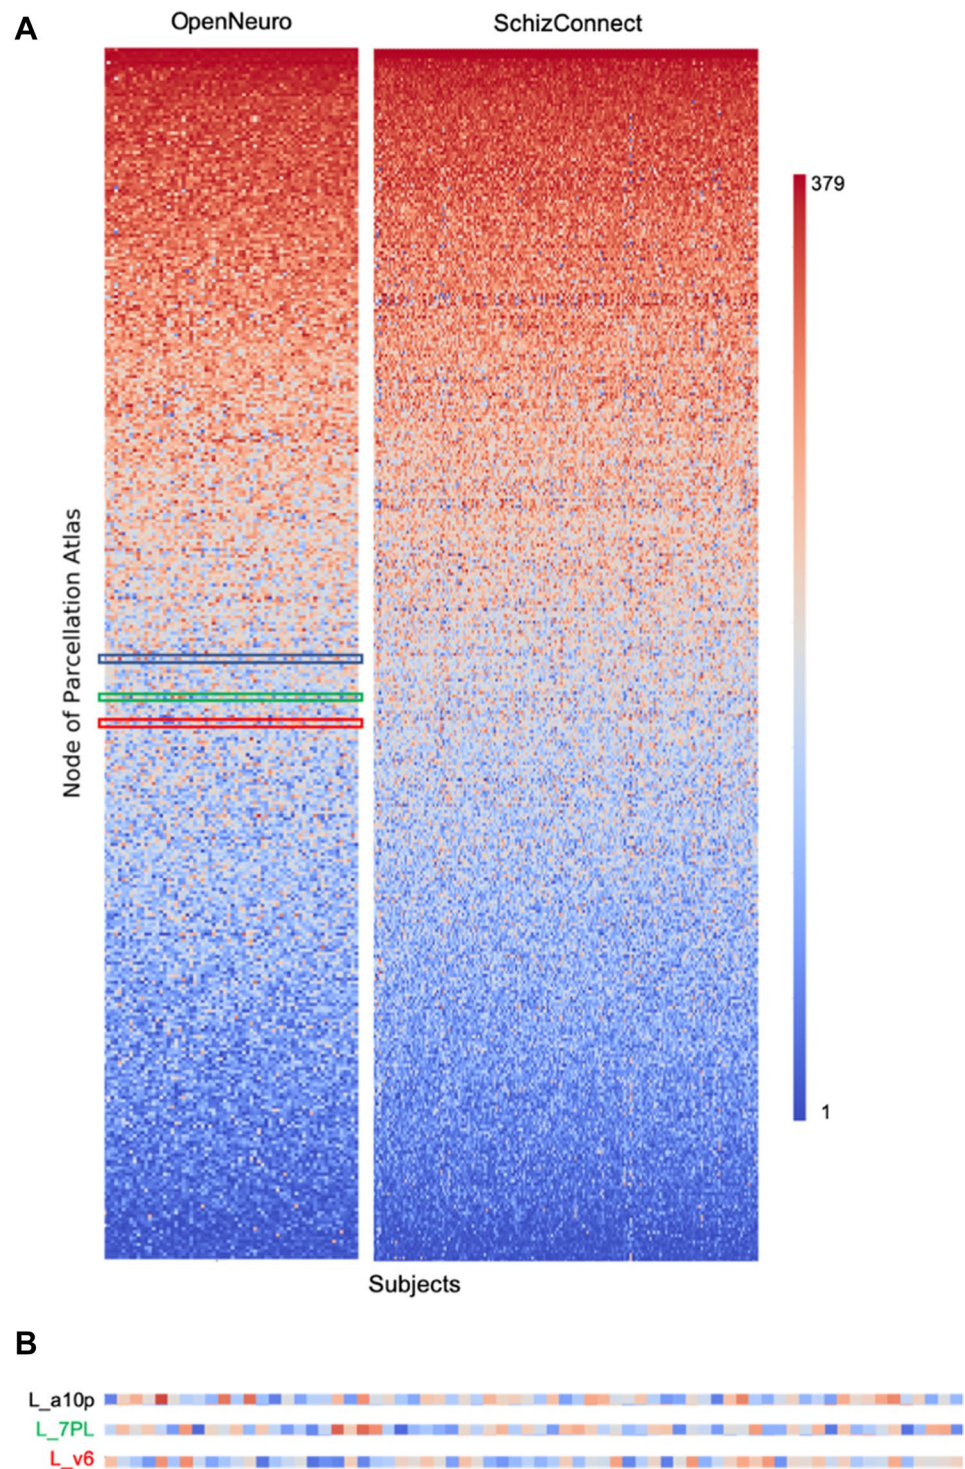 A
OpenNeuro
SchizConnect
379
Node of Parcellation Atlas
1
Subjects
B
L_a10p
L_7PL
L_v6